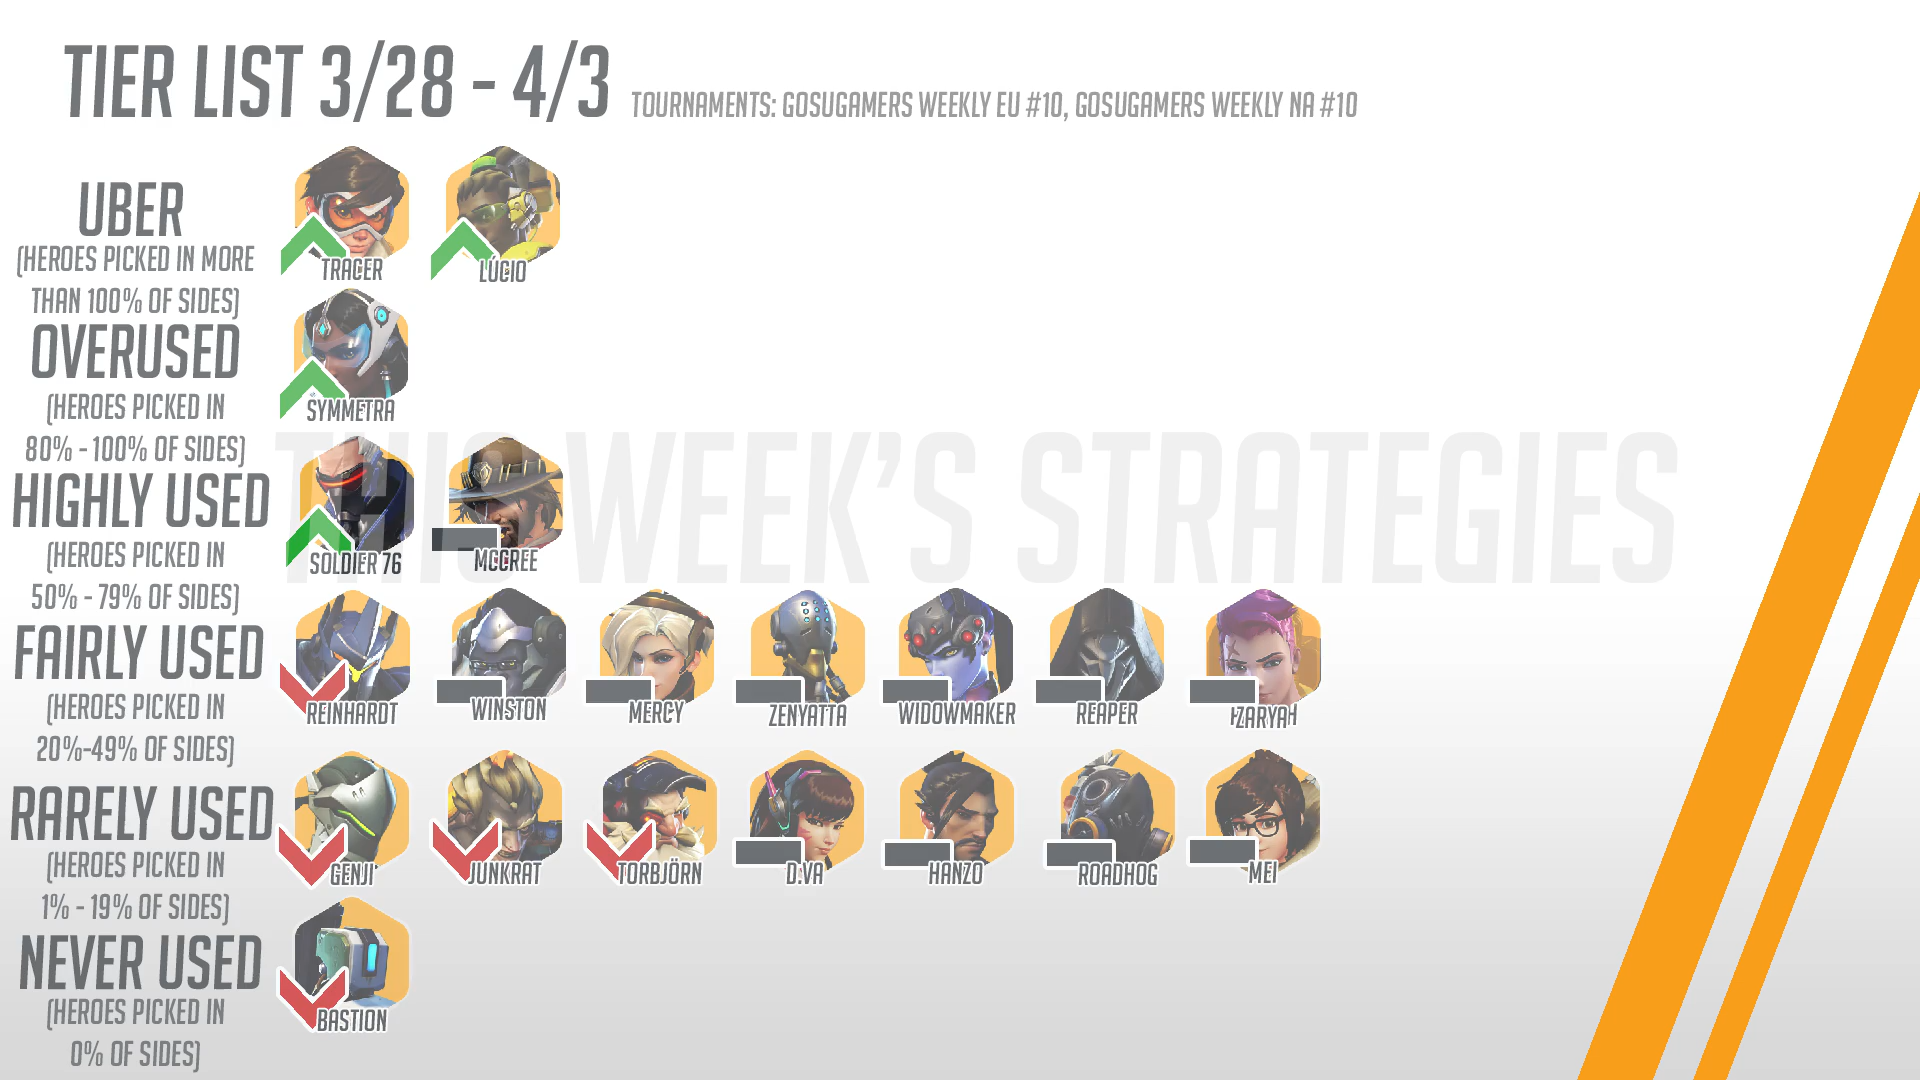 TIER LIST 3/28 - 4/3 TOURNAMENTS: GOSUGAMERS WEEKLY EU #10, GOSUGAMERS WEEKLY NA #10
UBER
(HEROES PICKED IN MORE
THAN 100% OF SIDES)
TRACER LÚCIO
OVERUSED
(HEROES PICKED IN
80% - 100% OF SIDES)
SYMMETRA
THIS WEEK'S STRATEGIES
HIGHLY USED
(HEROES PICKED IN
50% - 79% OF SIDES)
SOLDIER 76 MCCREE
FAIRLY USED
(HEROES PICKED IN
20%-49% OF SIDES)
REINHARDT WINSTON MERCY ZENYATTA WIDOWMAKER REAPER ZARYAH
RARELY USED
(HEROES PICKED IN
1% - 19% OF SIDES)
GENJI JUNKRAT TORBJÖRN D.VA HANZO ROADHOG MEI
NEVER USED
(HEROES PICKED IN
0% OF SIDES)
BASTION